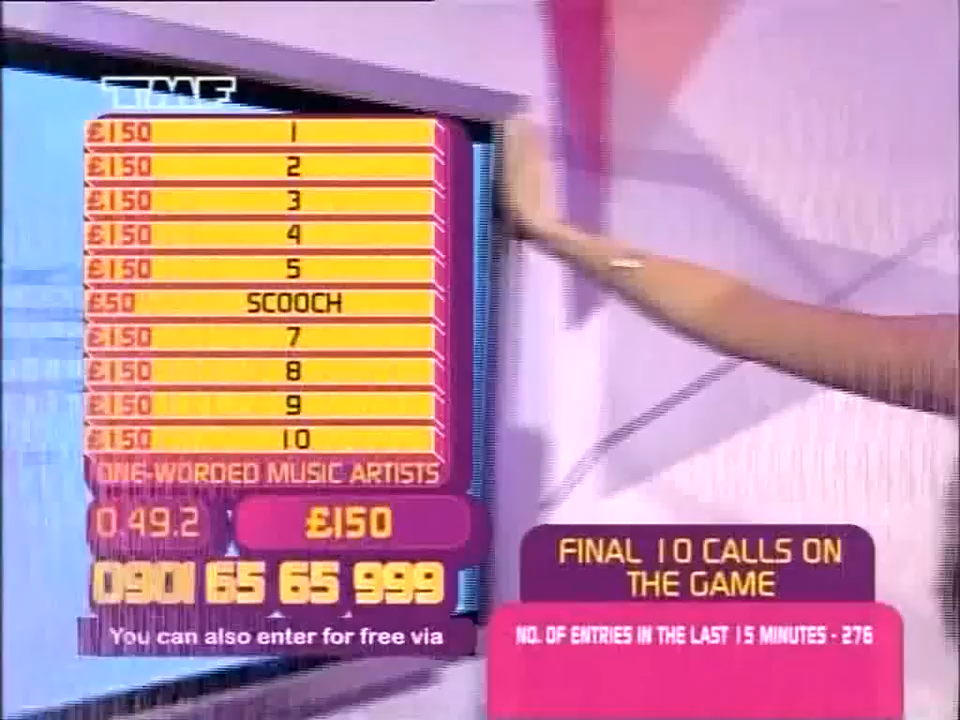 TMF
£150 1
£150 2
£150 3
£150 4
£150 5
£50 SCOOCH
£150 7
£150 8
£150 9
£150 10
ONE-WORDED MUSIC ARTISTS
0.49.2 £150
0901 65 65 999
You can also enter for free via
FINAL 10 CALLS ON
THE GAME
NO. OF ENTRIES IN THE LAST 15 MINUTES - 276